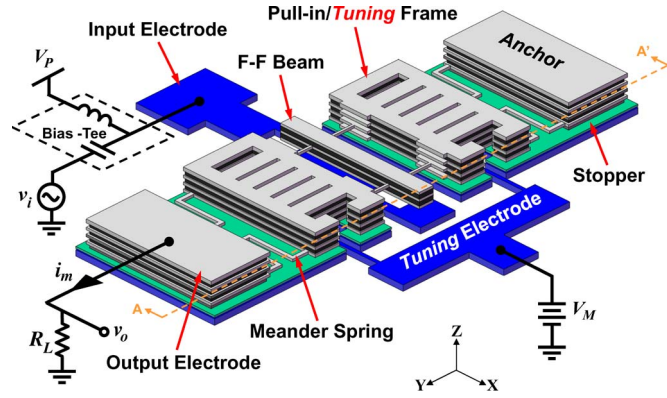 Pull-in/Tuning Frame
Input Electrode
Anchor
A'
V_P
F-F Beam
Bias -Tee
Stopper
v_i
Tuning Electrode
i_m
A
V_M
Meander Spring
R_L
v_o
Output Electrode
Z
Y
X